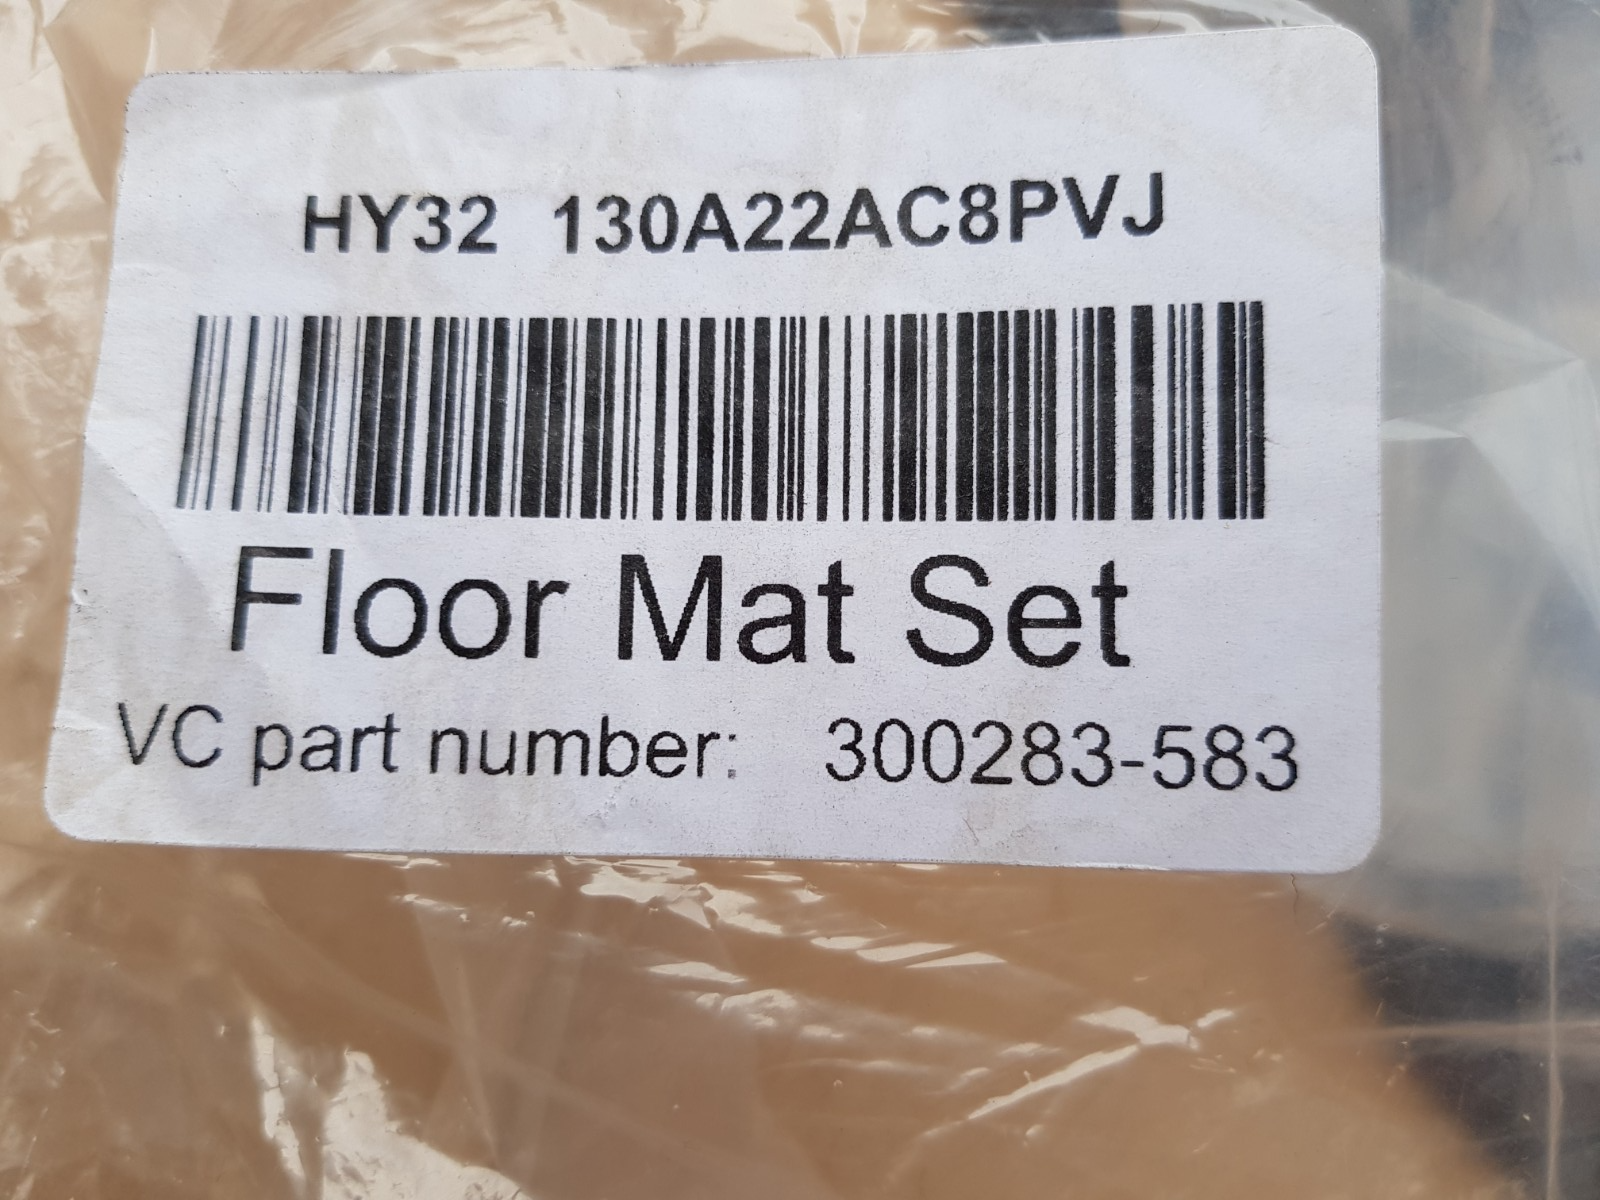 HY32 130A22AC8PVJ
Floor Mat Set
VC part number: 300283-583